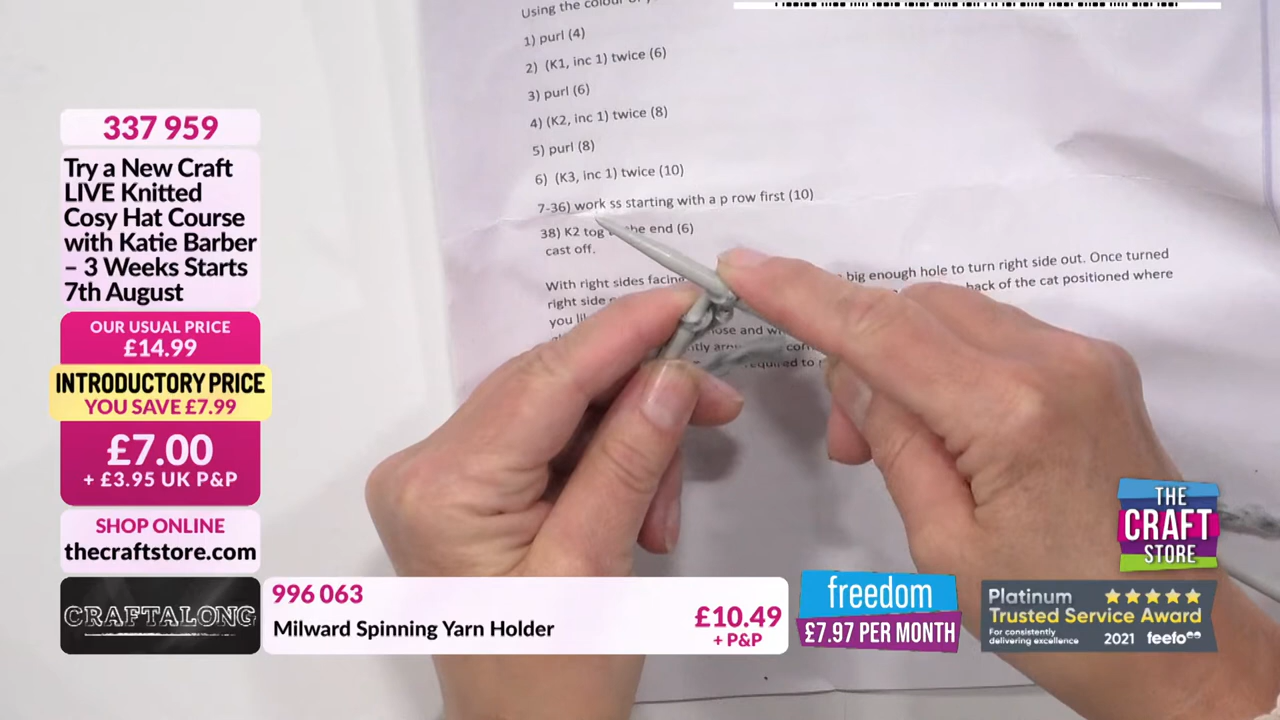 Using the colour
1) purl (4)
2) (K1, inc 1) twice (6)
3) purl (6)
4) (K2, inc 1) twice (8)
5) purl (8)
6) (K3, inc 1) twice (10)
7-36) work ss starting with a p row first (10)
38) K2 tog the end (6)
cast off.
With right sides big enough hole to turn right side out. Once turned
right side back of the cat positioned where
you
and
required to
337 959
Try a New Craft
LIVE Knitted
Cosy Hat Course
with Katie Barber
– 3 Weeks Starts
7th August
OUR USUAL PRICE
£14.99
INTRODUCTORY PRICE
YOU SAVE £7.99
£7.00
+ £3.95 UK P&P
SHOP ONLINE
thecraftstore.com
CRAFTALONG
996 063
Milward Spinning Yarn Holder
£10.49
+ P&P
freedom
£7.97 PER MONTH
THE
CRAFT
STORE
Platinum
Trusted Service Award
For consistently
delivering excellence
2021 feefo